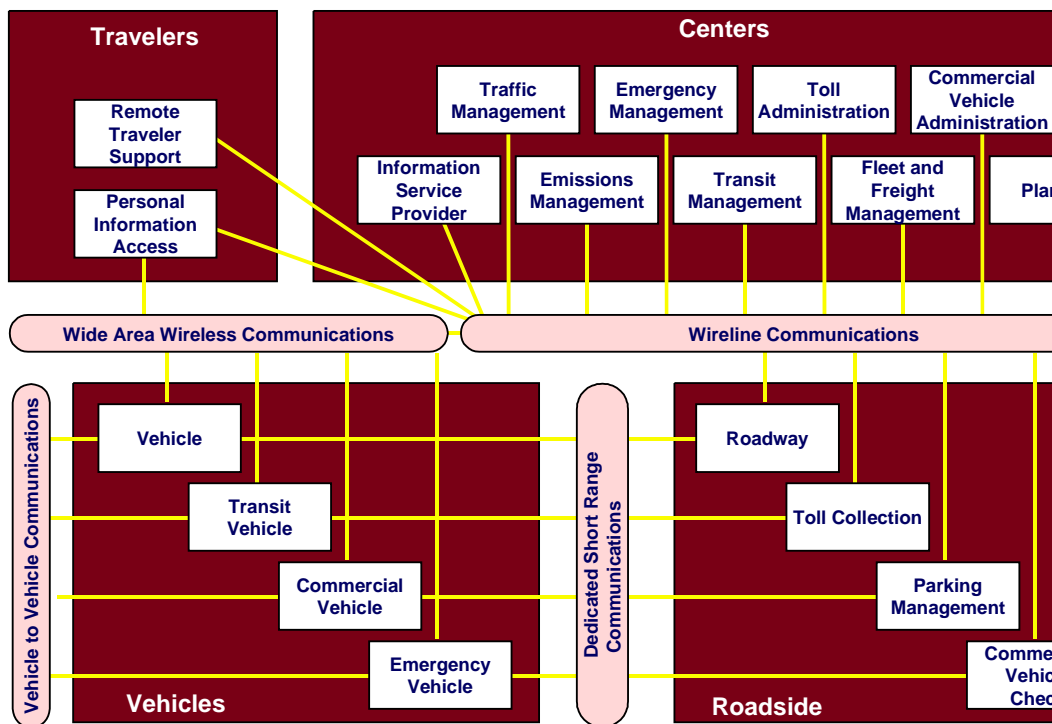 Travelers
Remote
Traveler
Support
Personal
Information
Access
Centers
Traffic
Management
Emergency
Management
Toll
Administration
Commercial
Vehicle
Administration
Information
Service
Provider
Emissions
Management
Transit
Management
Fleet and
Freight
Management
Wide Area Wireless Communications
Wireline Communications
Vehicle to Vehicle Communications
Vehicle
Transit
Vehicle
Commercial
Vehicle
Emergency
Vehicle
Vehicles
Dedicated Short Range
Communications
Roadway
Toll Collection
Parking
Management
Roadside